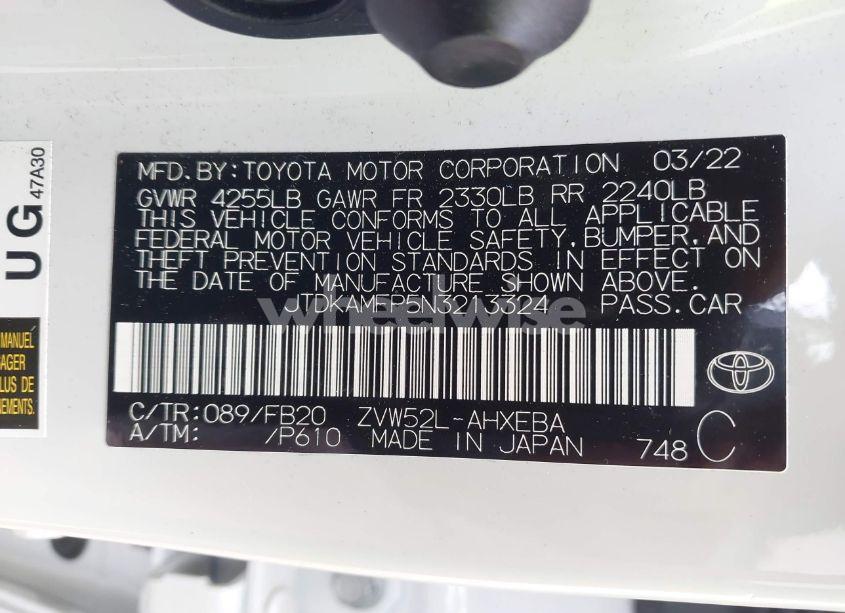 UG
47A30
MANUEL
AGER
LUS DE
NEMENTS.
MFD.BY:TOYOTA MOTOR CORPORATION 03/22
GVWR 4255LB GAWR FR 2330LB RR 2240LB
THIS VEHICLE CONFORMS TO ALL APPLICABLE
FEDERAL MOTOR VEHICLE SAFETY,BUMPER,AND
THEFT PREVENTION STANDARDS IN EFFECT ON
THE DATE OF MANUFACTURE SHOWN ABOVE.
JTDKAMFP5N3213324 PASS.CAR
wheelwise
TOYOTA
C/TR:089/FB20 ZVW52L-AHXEBA
A/TM: /P610 MADE IN JAPAN 748 C